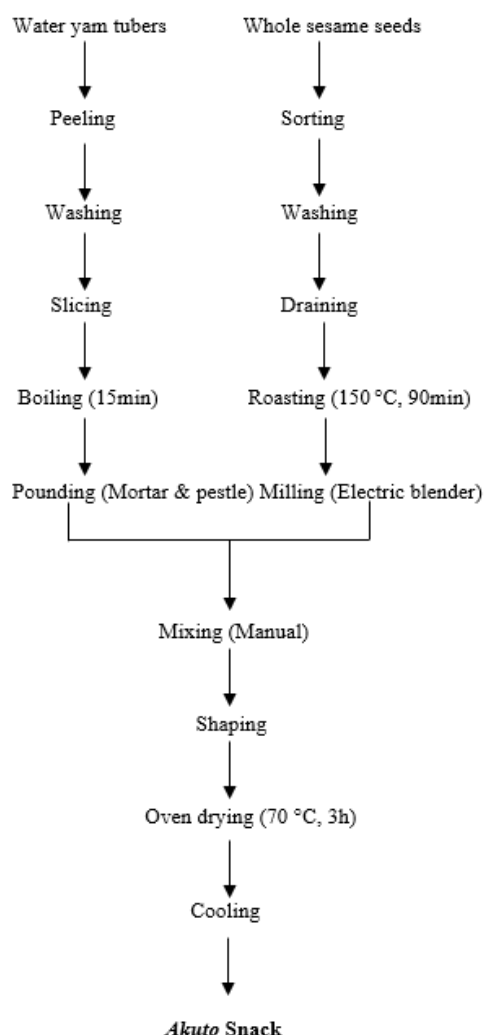 Water yam tubers Whole sesame seeds
Peeling Sorting
Washing Washing
Slicing Draining
Boiling (15min) Roasting (150 °C, 90min)
Pounding (Mortar & pestle) Milling (Electric blender)
Mixing (Manual)
Shaping
Oven drying (70 °C, 3h)
Cooling
Akuto Snack